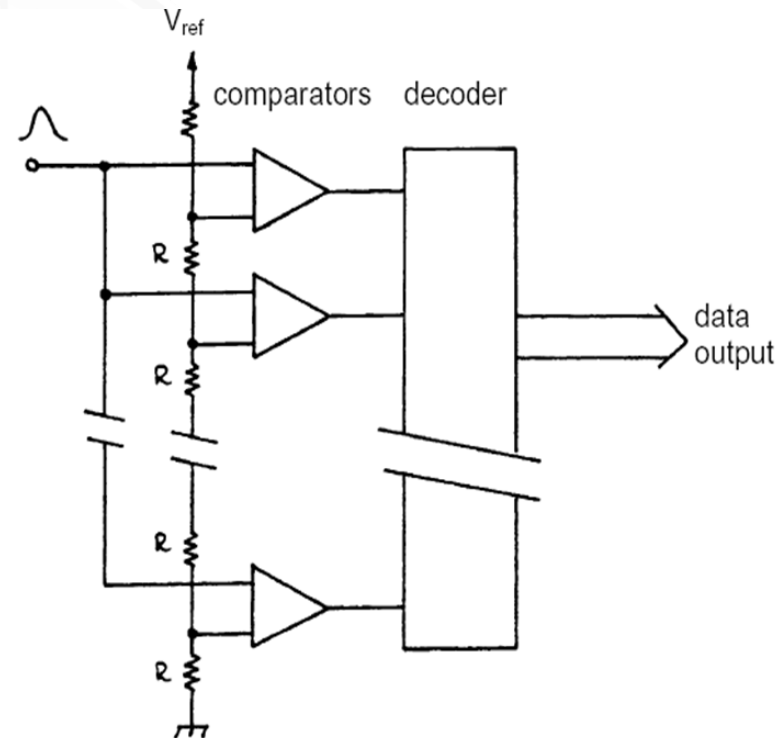 Vref
comparators decoder
R
R
data
output
R
R